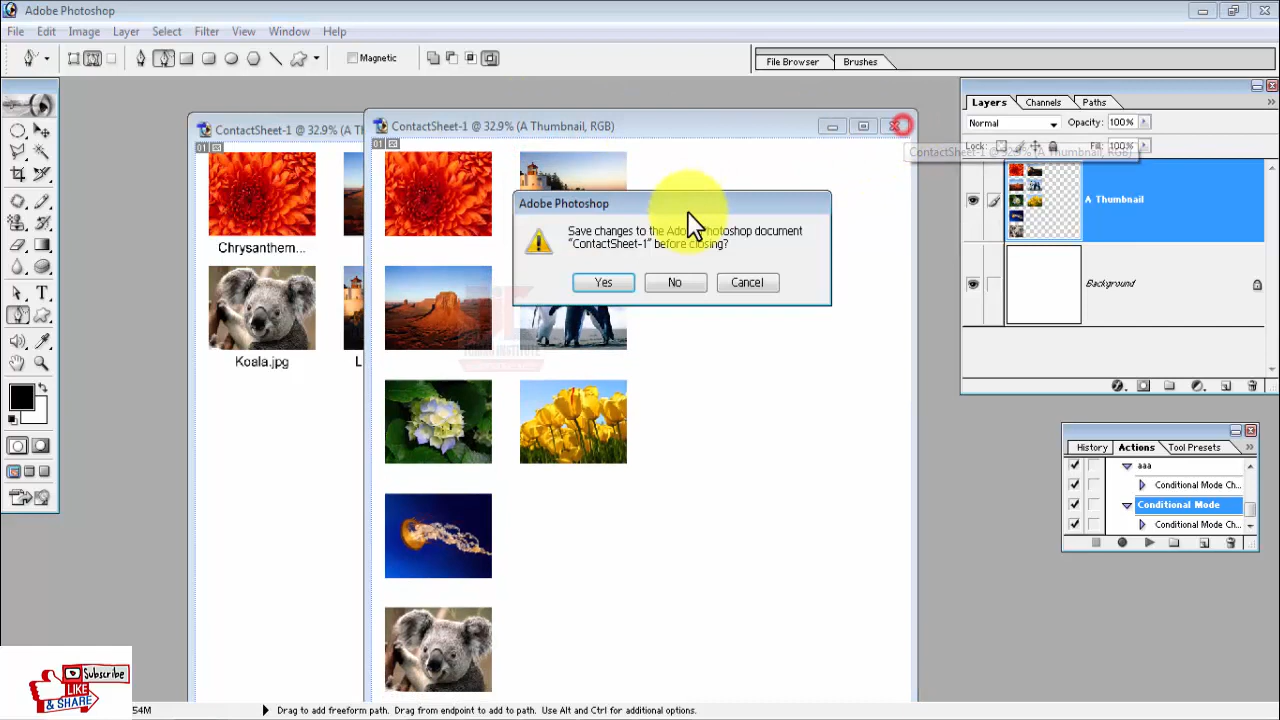 Adobe Photoshop
File Edit Image Layer Select Filter View Window Help
Magnetic
File Browser
Brushes
ContactSheet-1 @ 32.9% (A T
ContactSheet-1 @ 32.9% (A Thumbnail, RGB)
ContactSheet-1 @ 32.9% (A Thumbnail, RGB)
01
01
Chrysanthem...
Koala.jpg
L
Adobe Photoshop
Save changes to the Adobe Photoshop document
"ContactSheet-1" before closing?
Yes
No
Cancel
Layers
Channels
Paths
Normal
Opacity:
100%
Lock:
Fill:
100%
A Thumbnail
Background
History
Actions
Tool Presets
aaa
Conditional Mode Ch...
Conditional Mode
Conditional Mode Ch...
Subscribe
LIKE
& SHARE
54M
Drag to add freeform path. Drag from endpoint to add to path. Use Alt and Ctrl for additional options.